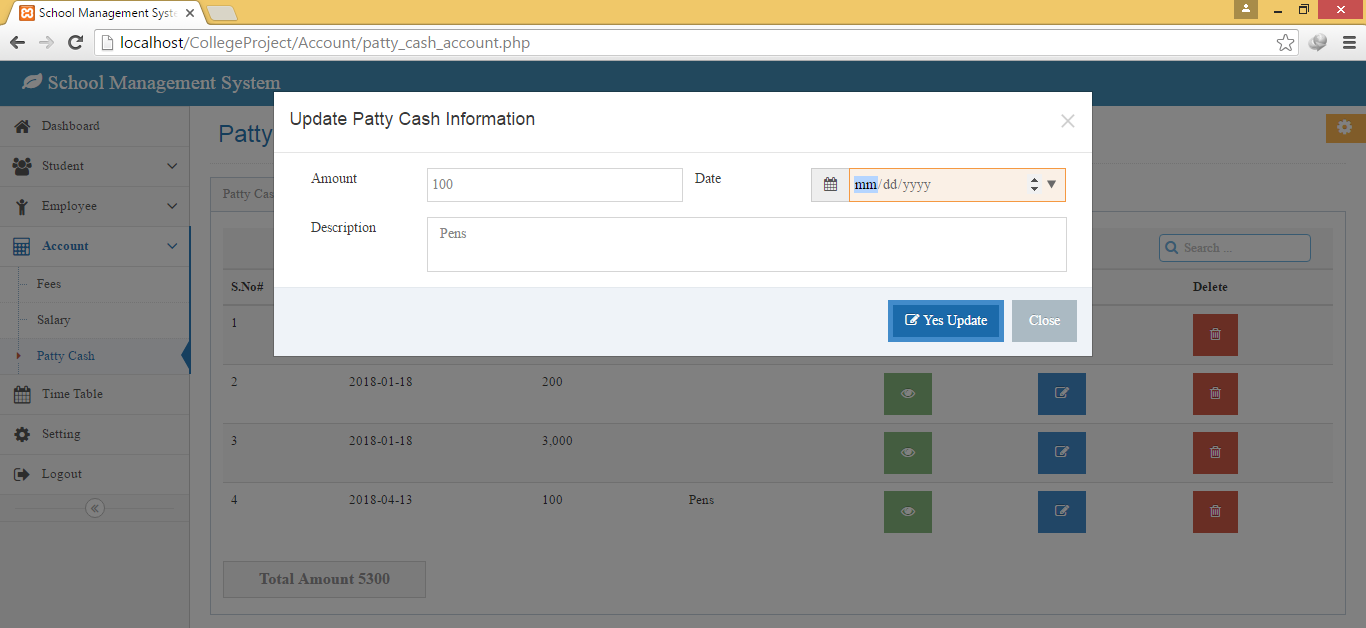 School Management Syst
localhost/CollegeProject/Account/patty_cash_account.php
School Management System
Dashboard
Student
Employee
Account
Fees
Salary
Patty Cash
Time Table
Setting
Logout
Patty
Patty Cas
Update Patty Cash Information
Amount 100 Date mm/dd/yyyy
Description Pens
Yes Update Close
Search ...
S.No# Delete
1
2 2018-01-18 200
3 2018-01-18 3,000
4 2018-04-13 100 Pens
Total Amount 5300